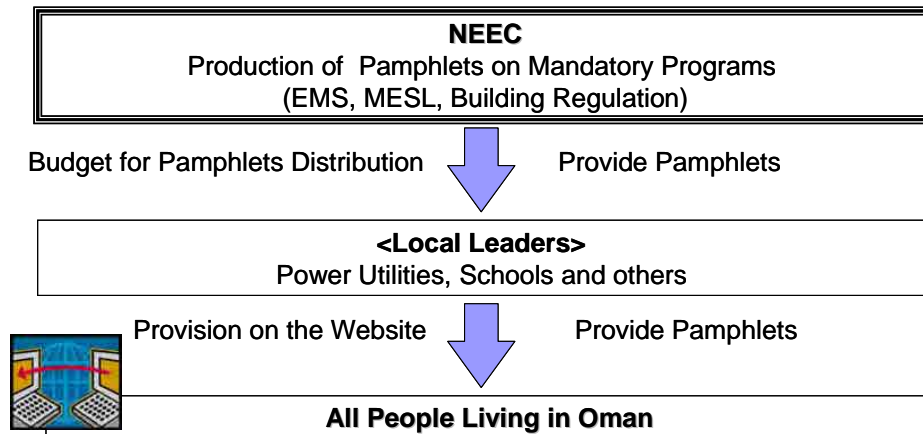 NEEC
Production of Pamphlets on Mandatory Programs
(EMS, MESL, Building Regulation)
Budget for Pamphlets Distribution Provide Pamphlets
<Local Leaders>
Power Utilities, Schools and others
Provision on the Website Provide Pamphlets
All People Living in Oman